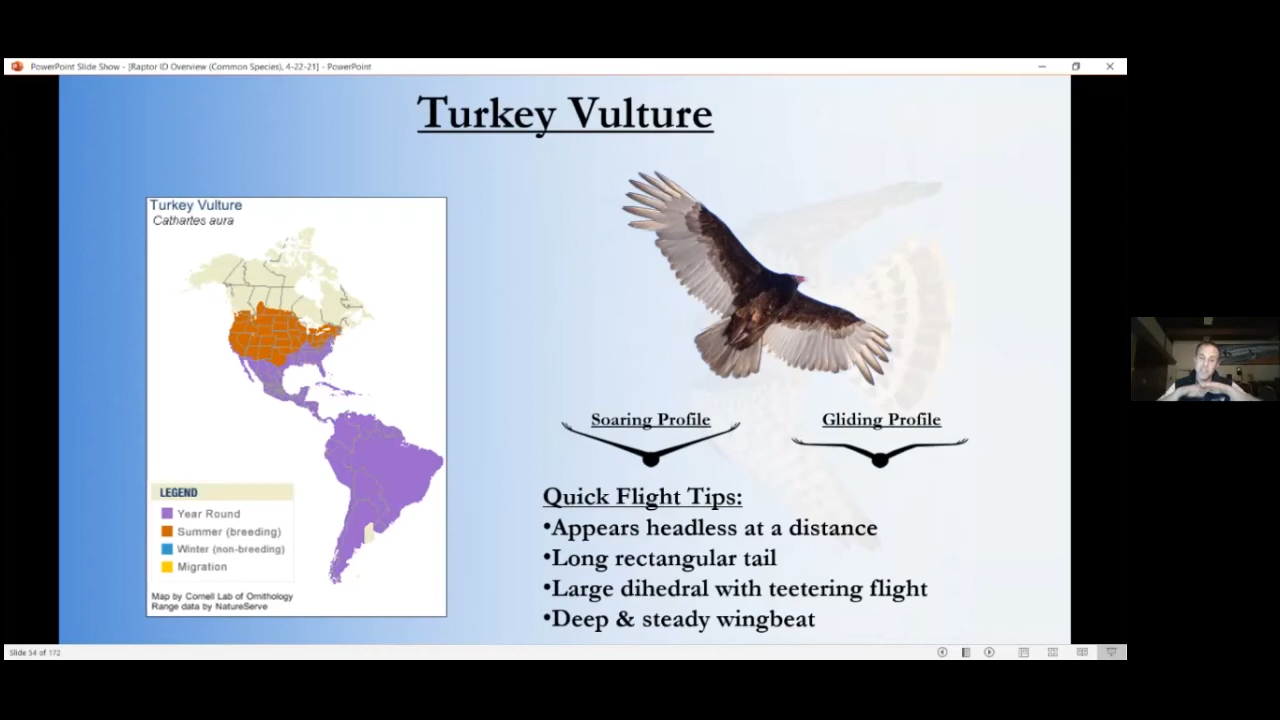 PowerPoint Slide Show - [Raptor ID Overview (Common Species), 4-22-21] - PowerPoint
Turkey Vulture
Turkey Vulture
Cathartes aura
LEGEND
Year Round
Summer (breeding)
Winter (non-breeding)
Migration
Map by Cornell Lab of Ornithology
Range data by NatureServe
Soaring Profile
Gliding Profile
Quick Flight Tips:
•Appears headless at a distance
•Long rectangular tail
•Large dihedral with teetering flight
•Deep & steady wingbeat
Slide 54 of 172